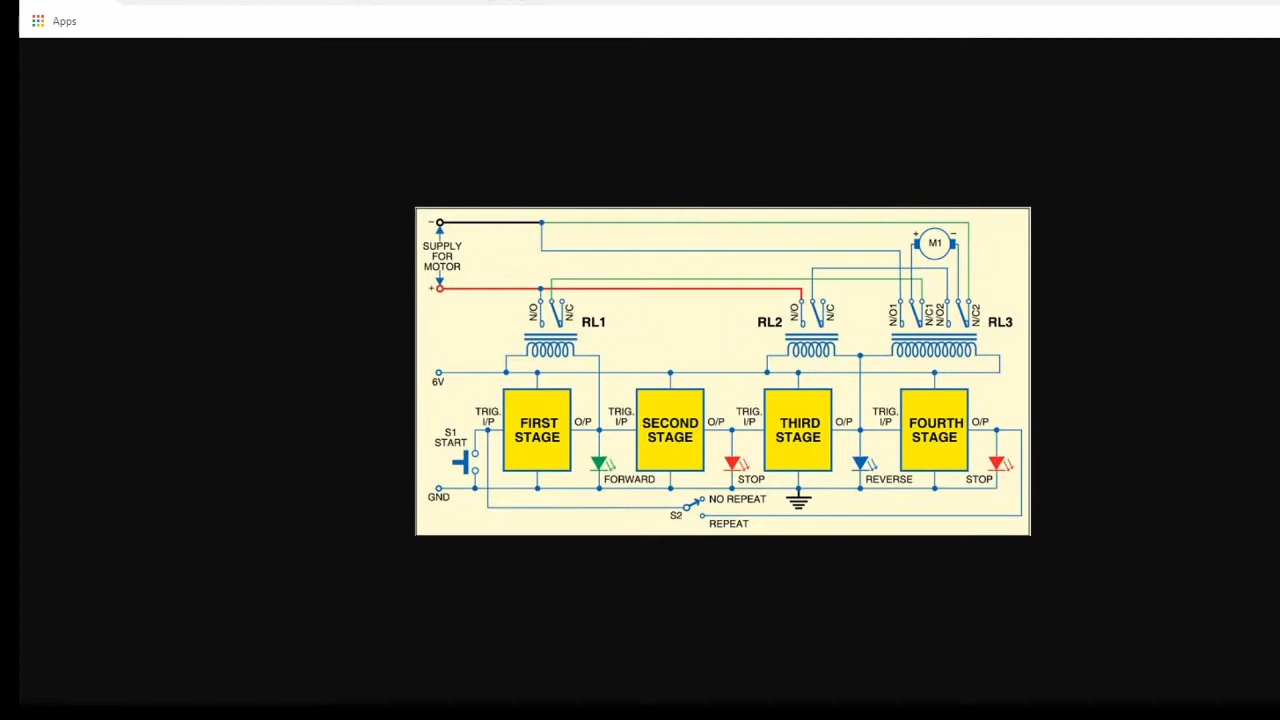 Apps
−
SUPPLY
FOR
MOTOR
+
+
M1
−
N/O
N/C
RL1
RL2
N/O
N/C
N/O1
N/C1
N/O2
N/C2
RL3
6V
TRIG.
I/P
FIRST
STAGE
O/P
TRIG.
I/P
SECOND
STAGE
O/P
TRIG.
I/P
THIRD
STAGE
O/P
TRIG.
I/P
FOURTH
STAGE
O/P
S1
START
FORWARD
STOP
REVERSE
STOP
GND
S2
NO REPEAT
REPEAT